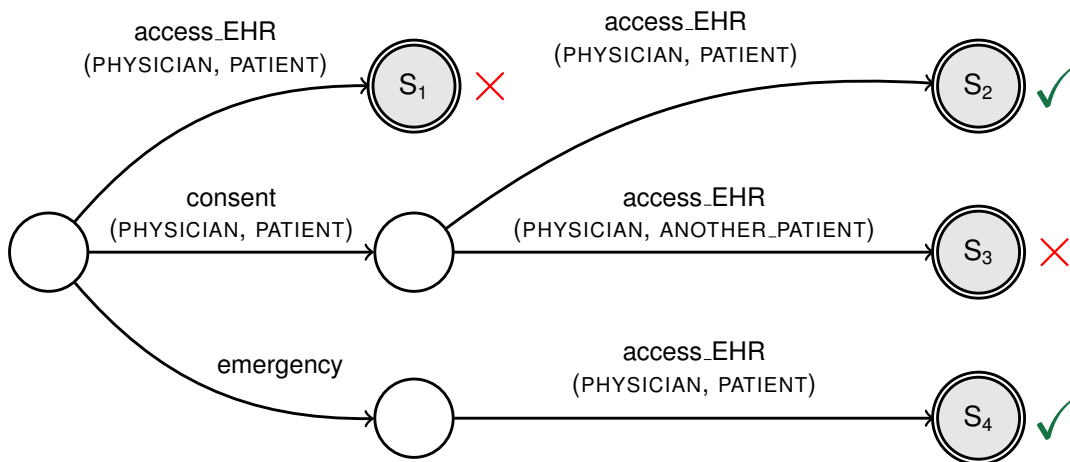 access_EHR
(PHYSICIAN, PATIENT)
S1
access_EHR
(PHYSICIAN, PATIENT)
S2
consent
(PHYSICIAN, PATIENT)
access_EHR
(PHYSICIAN, ANOTHER_PATIENT)
S3
emergency
access_EHR
(PHYSICIAN, PATIENT)
S4